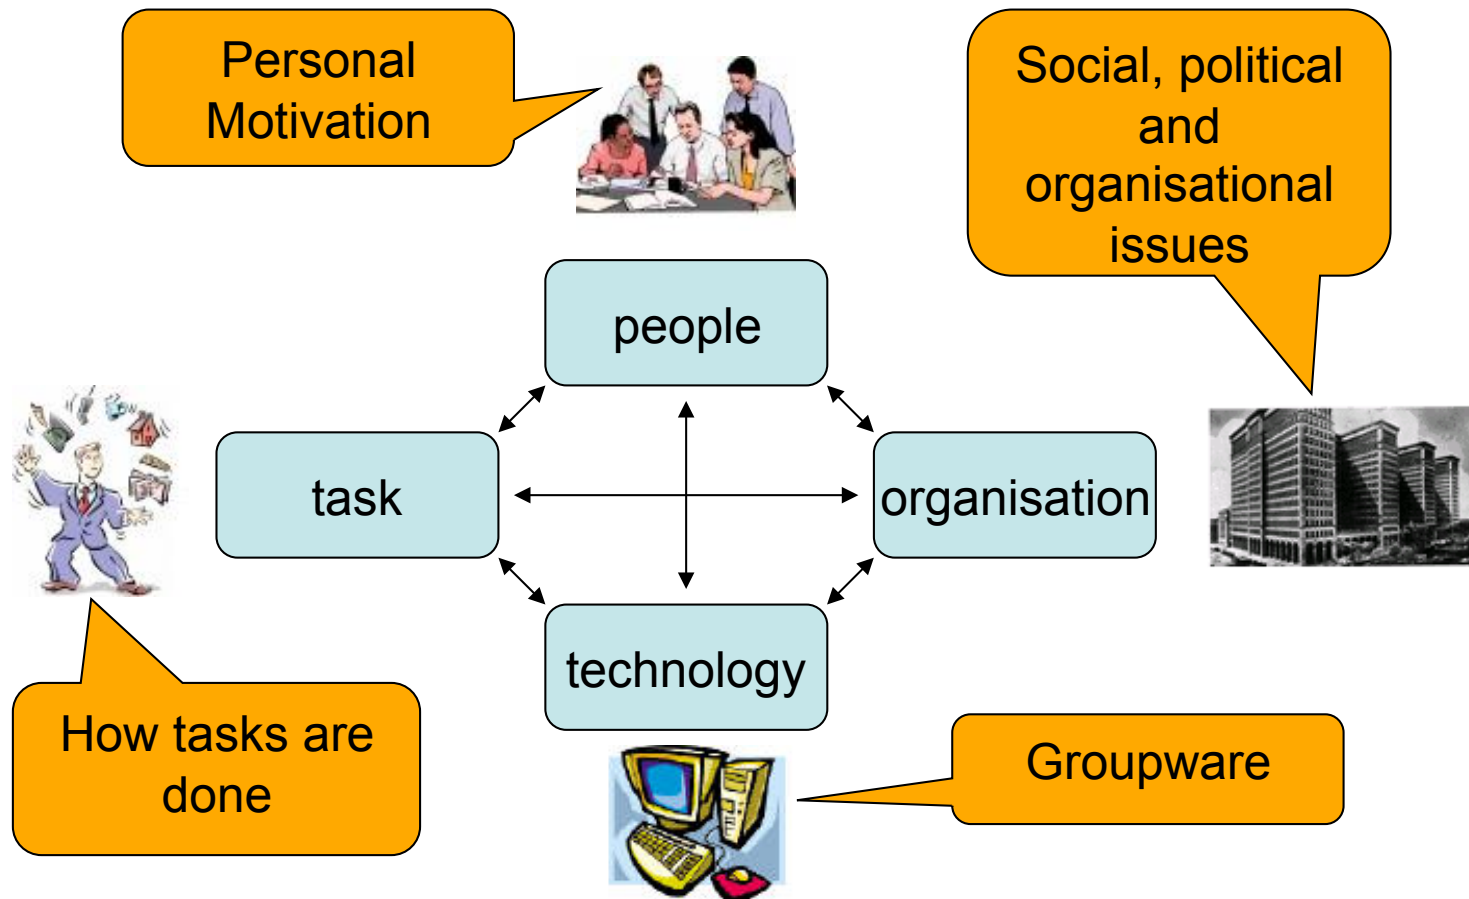 Personal
Motivation
Social, political
and
organisational
issues
people
task
organisation
technology
How tasks are
done
Groupware